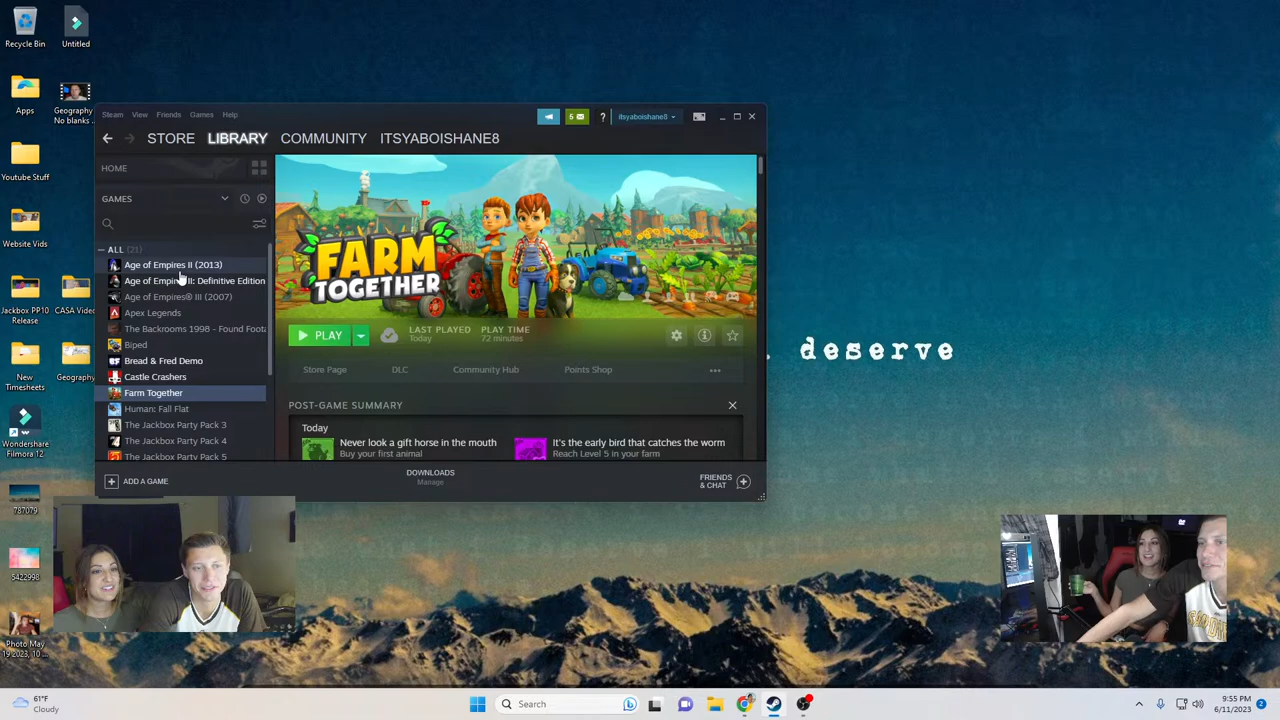 Recycle Bin
Untitled
Apps
Geography
No blanks ...
Youtube Stuff
Website Vids
Jackbox PP10
Release
CASA Video
New
Timesheets
Geography
Wondershare
Filmora 12
787079
5422998
Photo May
19 2023, 10 ...
Steam View Friends Games Help
5
?
itsyaboishane8
STORE LIBRARY COMMUNITY ITSYABOISHANE8
HOME
GAMES
ALL (21)
Age of Empires II (2013)
Age of Empires II: Definitive Edition
Age of Empires® III (2007)
Apex Legends
The Backrooms 1998 - Found Foota
Biped
Bread & Fred Demo
Castle Crashers
Farm Together
Human: Fall Flat
The Jackbox Party Pack 3
The Jackbox Party Pack 4
The Jackbox Party Pack 5
ADD A GAME
FARM
TOGETHER
PLAY
LAST PLAYED
Today
PLAY TIME
72 minutes
Store Page DLC Community Hub Points Shop
POST-GAME SUMMARY
Today
Never look a gift horse in the mouth
Buy your first animal
It's the early bird that catches the worm
Reach Level 5 in your farm
DOWNLOADS
Manage
FRIENDS
& CHAT
deserve
61°F
Cloudy
Search
9:55 PM
6/11/2023
2